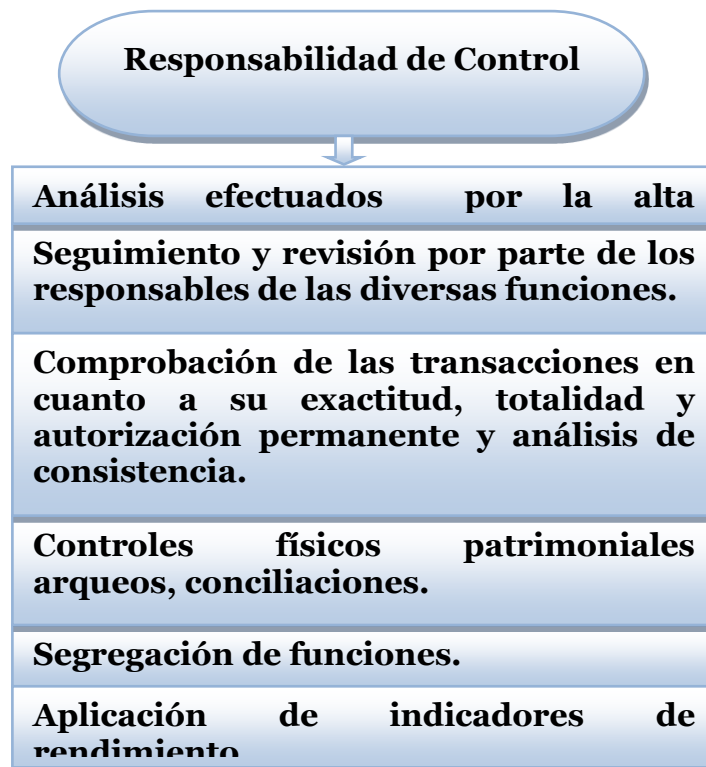 Responsabilidad de Control
Análisis efectuados por la alta
Seguimiento y revisión por parte de los
responsables de las diversas funciones.
Comprobación de las transacciones en
cuanto a su exactitud, totalidad y
autorización permanente y análisis de
consistencia.
Controles físicos patrimoniales
arqueos, conciliaciones.
Segregación de funciones.
Aplicación de indicadores de
rendimiento